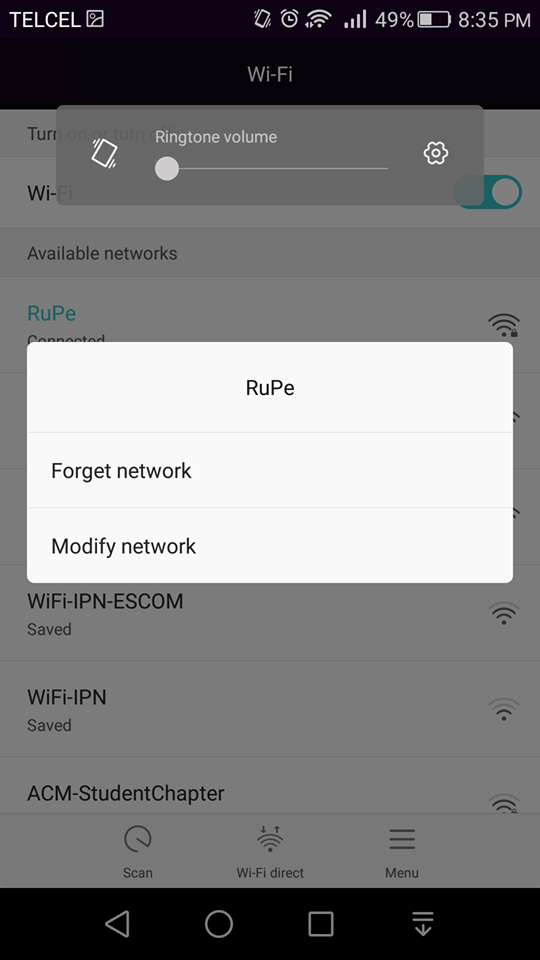 TELCEL 49% 8:35 PM
Wi-Fi
Turn on or turn off
Ringtone volume
Wi-Fi
Available networks
RuPe
Connected
RuPe
Forget network
Modify network
WiFi-IPN-ESCOM
Saved
WiFi-IPN
Saved
ACM-StudentChapter
Scan
Wi-Fi direct
Menu